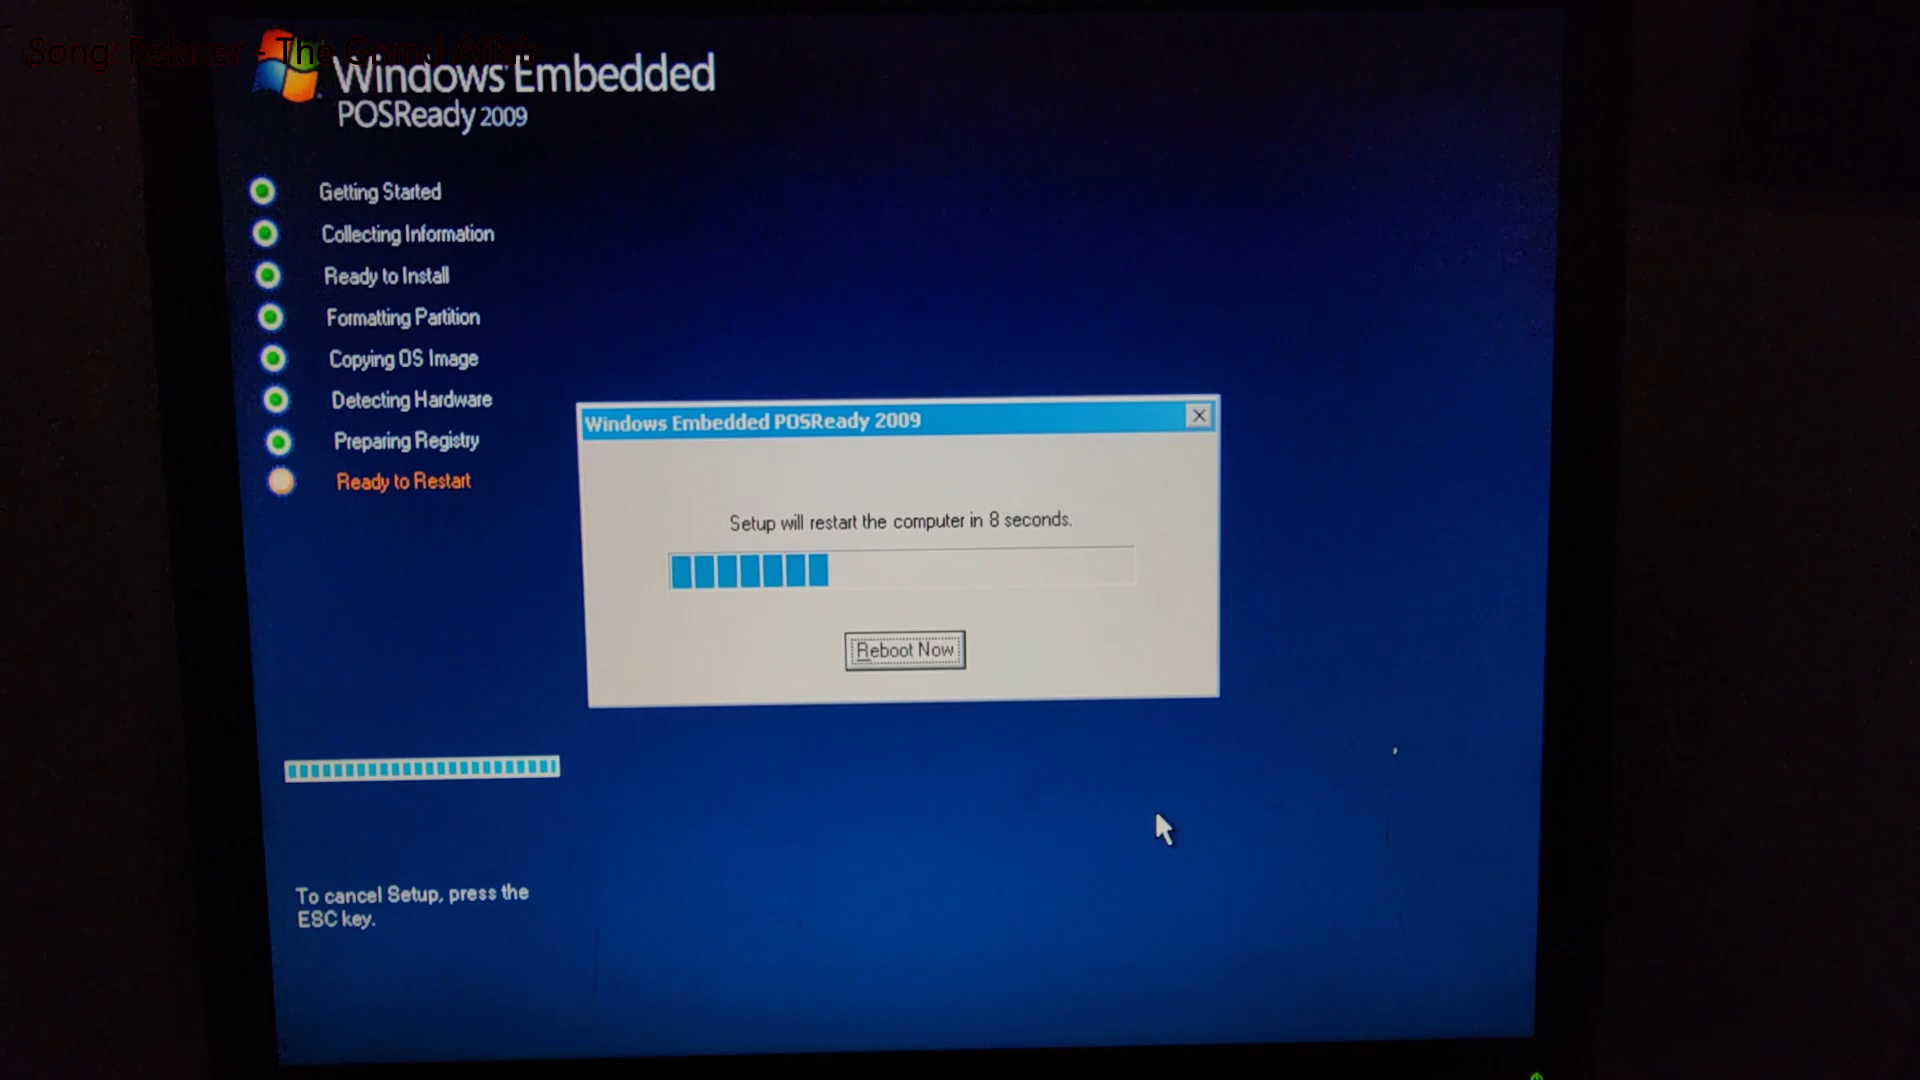 Song: Relaxer - The Grand Affair
Windows Embedded
POSReady 2009
Getting Started
Collecting Information
Ready to Install
Formatting Partition
Copying OS Image
Detecting Hardware
Preparing Registry
Ready to Restart
Windows Embedded POSReady 2009
Setup will restart the computer in 8 seconds.
Reboot Now
To cancel Setup, press the
ESC key.